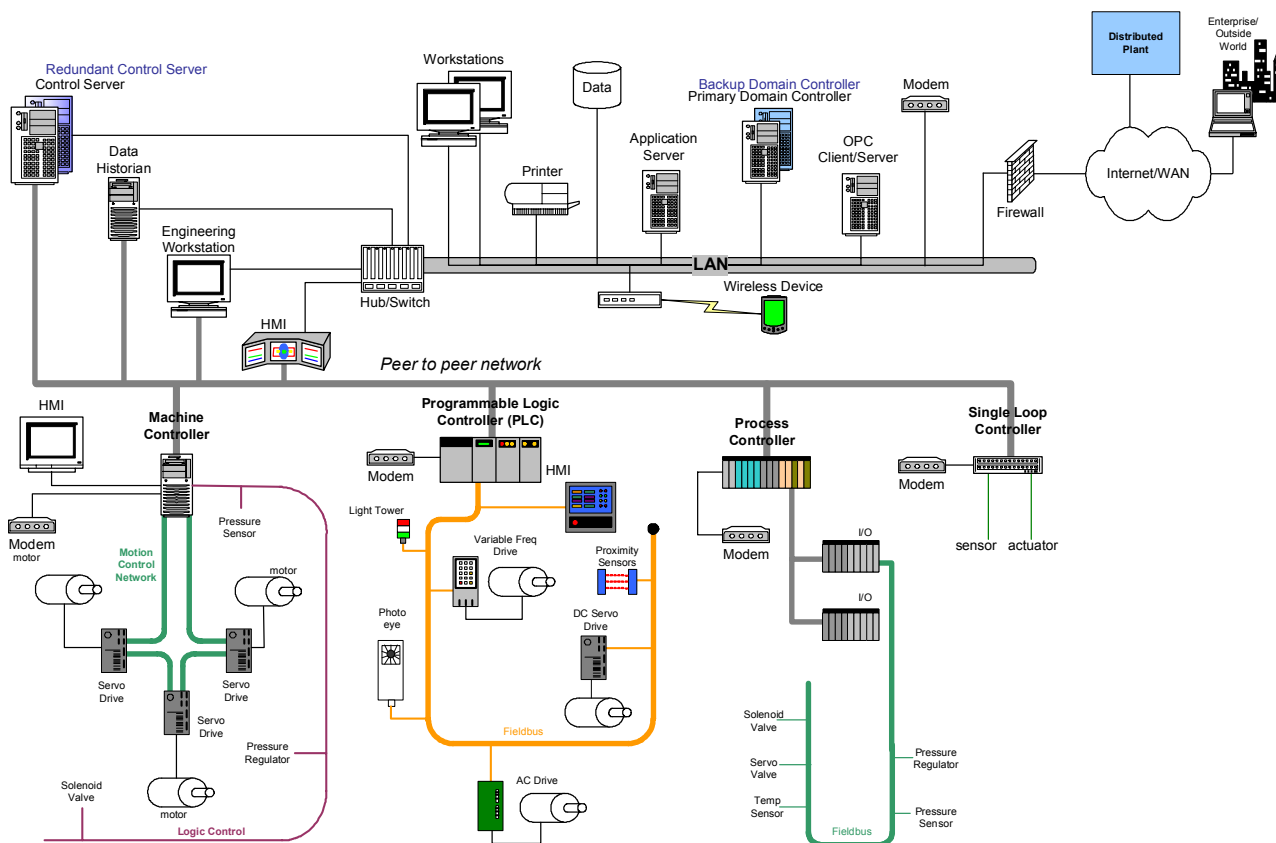 Redundant Control Server
Control Server
Data
Historian
Engineering
Workstation
HMI
Hub/Switch
Workstations
Printer
Data
Application
Server
Backup Domain Controller
Primary Domain Controller
OPC
Client/Server
Modem
Firewall
Distributed
Plant
Enterprise/
Outside
World
Internet/WAN
LAN
Wireless Device
Peer to peer network
HMI
Machine
Controller
Modem
motor
Pressure
Sensor
Motion
Control
Network
motor
Servo
Drive
Servo
Drive
Servo
Drive
motor
Pressure
Regulator
Solenoid
Valve
Logic Control
Programmable Logic
Controller (PLC)
Modem
HMI
Light Tower
Variable Freq
Drive
Proximity
Sensors
Photo
eye
DC Servo
Drive
Fieldbus
AC Drive
Process
Controller
Modem
I/O
I/O
Solenoid
Valve
Servo
Valve
Temp
Sensor
Pressure
Regulator
Pressure
Sensor
Fieldbus
Single Loop
Controller
Modem
sensor
actuator